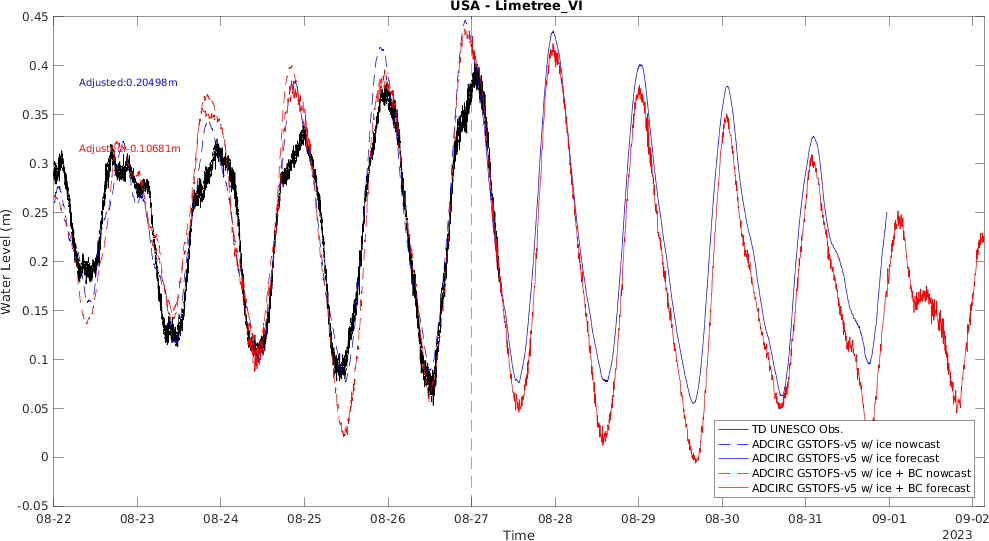 USA - Limetree_VI
0.45
0.4
0.35
0.3
0.25
0.2
0.15
0.1
0.05
0
-0.05
Water Level (m)
Adjusted:0.20498m
Adjusted:-0.10681m
TD UNESCO Obs.
ADCIRC GSTOFS-v5 w/ ice nowcast
ADCIRC GSTOFS-v5 w/ ice forecast
ADCIRC GSTOFS-v5 w/ ice + BC nowcast
ADCIRC GSTOFS-v5 w/ ice + BC forecast
08-22 08-23 08-24 08-25 08-26 08-27 08-28 08-29 08-30 08-31 09-01 09-02
Time
2023